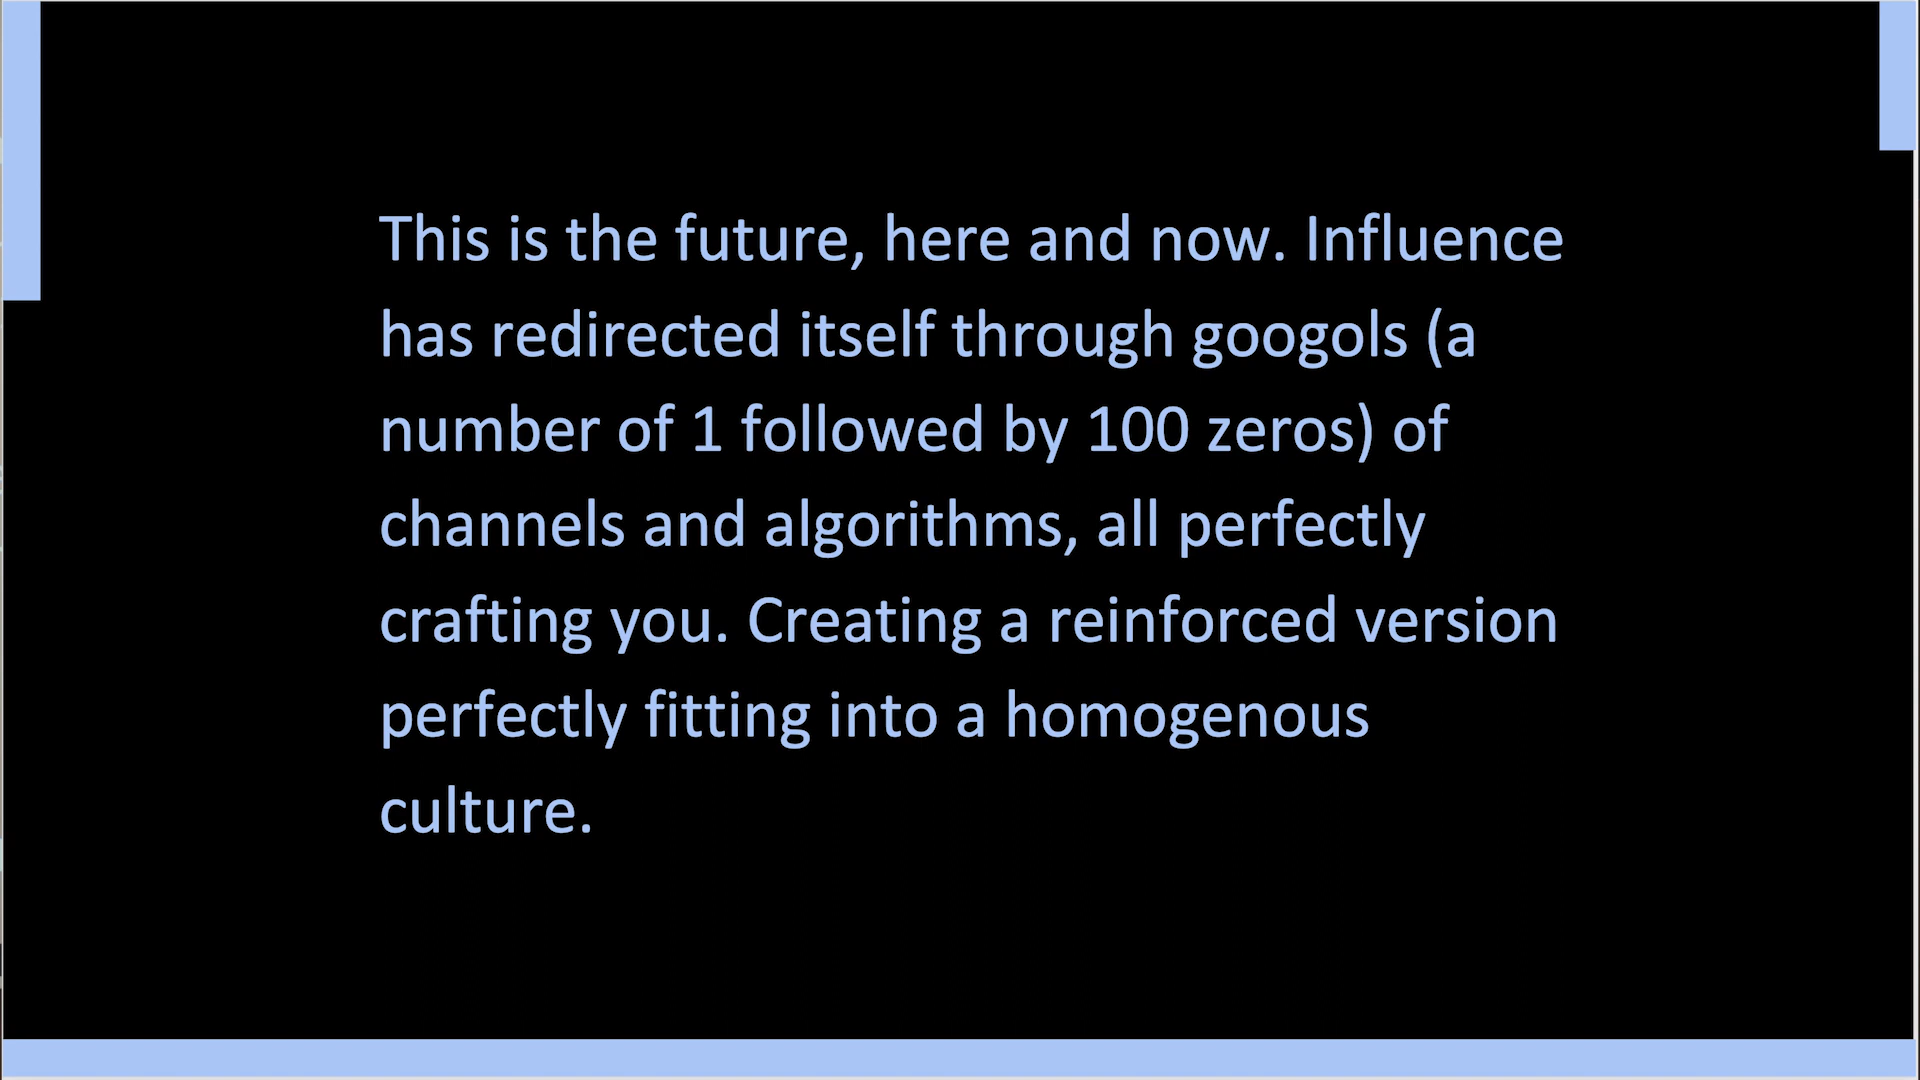 This is the future, here and now. Influence
has redirected itself through googols (a
number of 1 followed by 100 zeros) of
channels and algorithms, all perfectly
crafting you. Creating a reinforced version
perfectly fitting into a homogenous
culture.